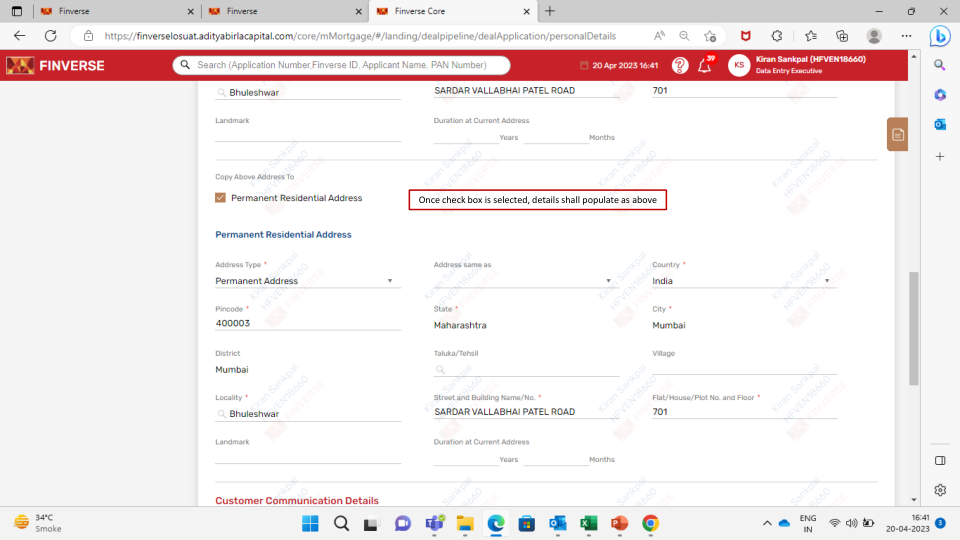 Finverse
Finverse
Finverse Core
https://finverselosuat.adityabirlacapital.com/core/mMortgage/#/landing/dealpipeline/dealApplication/personalDetails
FINVERSE
Search (Application Number,Finverse ID, Applicant Name, PAN Number)
20 Apr 2023 16:41
?
39
KS
Kiran Sankpal (HFVEN18660)
Data Entry Executive
Bhuleshwar
SARDAR VALLABHAI PATEL ROAD
701
Landmark
Duration at Current Address
Years
Months
Copy Above Address To
Permanent Residential Address
Once check box is selected, details shall populate as above
Permanent Residential Address
Address Type *
Address same as
Country *
Permanent Address
India
Pincode *
State *
City *
400003
Maharashtra
Mumbai
District
Taluka/Tehsil
Village
Mumbai
Locality *
Street and Building Name/No. *
Flat/House/Plot No. and Floor *
Bhuleshwar
SARDAR VALLABHAI PATEL ROAD
701
Landmark
Duration at Current Address
Years
Months
Customer Communication Details
Kiran Sankpal
HFVEN18660
FINVERSE
34°C
Smoke
ENG
IN
16:41
20-04-2023
3